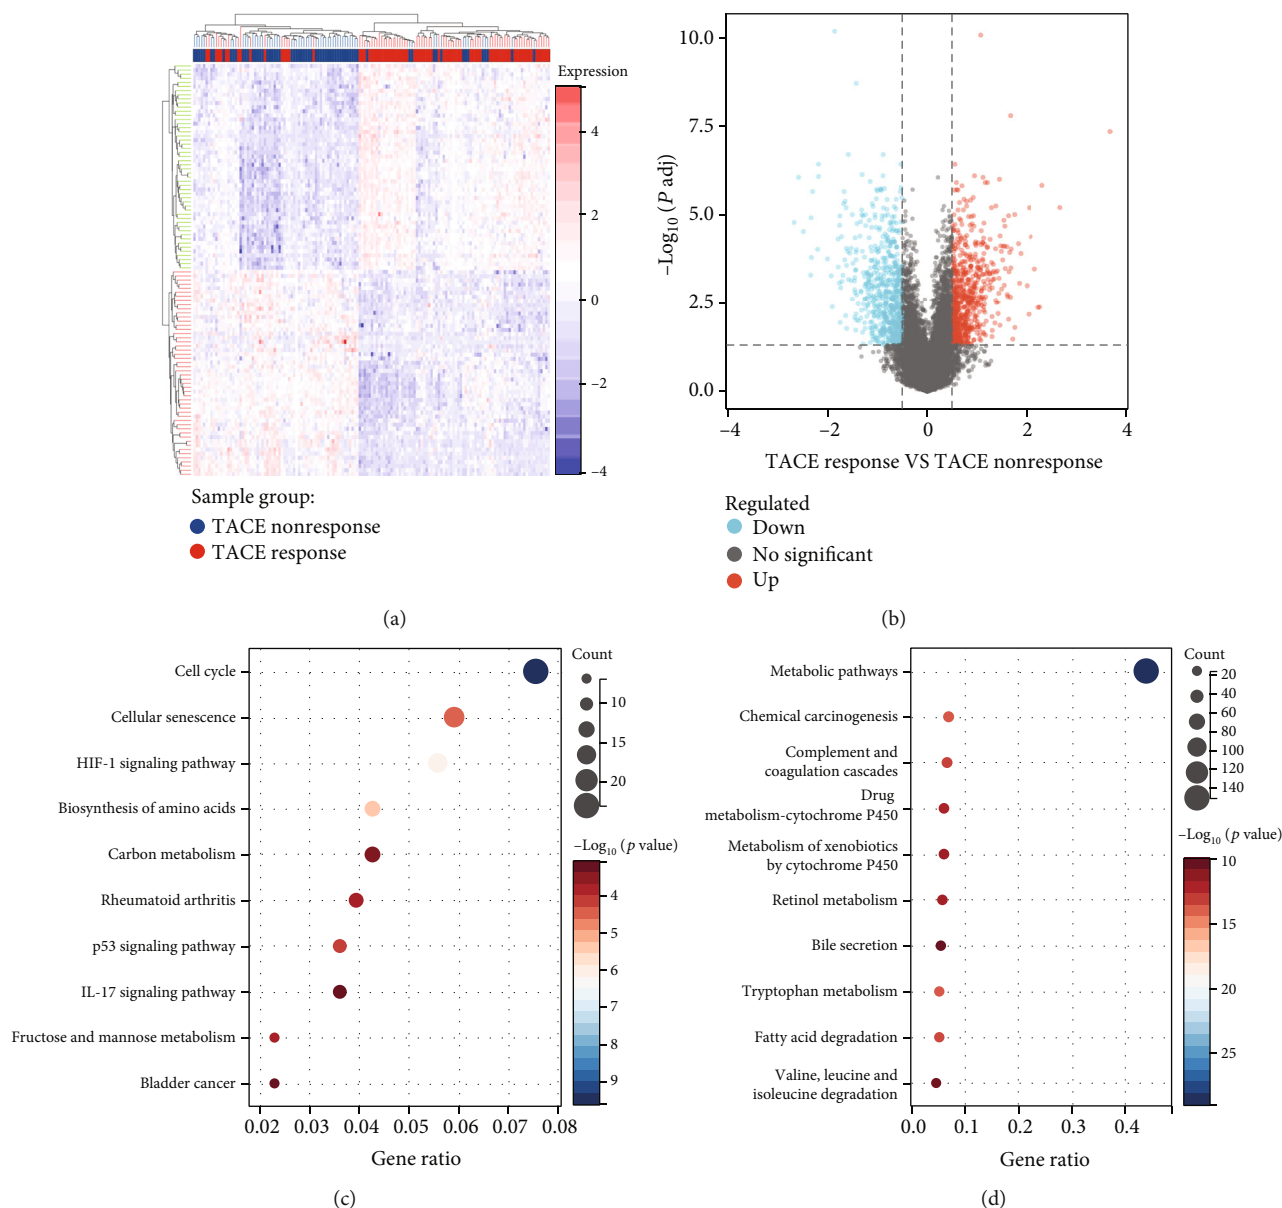 Expression
4
2
0
−2
−4
Sample group:
TACE nonresponse
TACE response
(a)
10.0
7.5
5.0
2.5
0.0
−Log10 (P adj)
−4
−2
0
2
4
TACE response VS TACE nonresponse
Regulated
Down
No significant
Up
(b)
Cell cycle
Cellular senescence
HIF-1 signaling pathway
Biosynthesis of amino acids
Carbon metabolism
Rheumatoid arthritis
p53 signaling pathway
IL-17 signaling pathway
Fructose and mannose metabolism
Bladder cancer
0.02
0.03
0.04
0.05
0.06
0.07
0.08
Gene ratio
Count
10
15
20
−Log10 (p value)
4
5
6
7
8
9
(c)
Metabolic pathways
Chemical carcinogenesis
Complement and
coagulation cascades
Drug
metabolism-cytochrome P450
Metabolism of xenobiotics
by cytochrome P450
Retinol metabolism
Bile secretion
Tryptophan metabolism
Fatty acid degradation
Valine, leucine and
isoleucine degradation
0.0
0.1
0.2
0.3
0.4
Gene ratio
Count
20
40
60
80
100
120
140
−Log10 (p value)
10
15
20
25
(d)